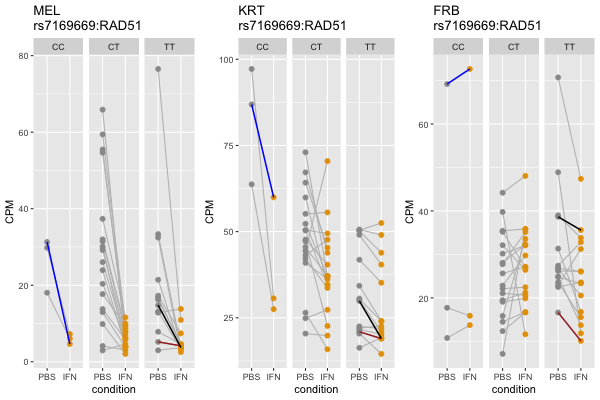 MEL
rs7169669:RAD51
CC CT TT
CPM
80
60
40
20
0
PBS IFN PBS IFN PBS IFN
condition
KRT
rs7169669:RAD51
CC CT TT
CPM
100
75
50
25
PBS IFN PBS IFN PBS IFN
condition
FRB
rs7169669:RAD51
CC CT TT
CPM
60
40
20
PBS IFN PBS IFN PBS IFN
condition